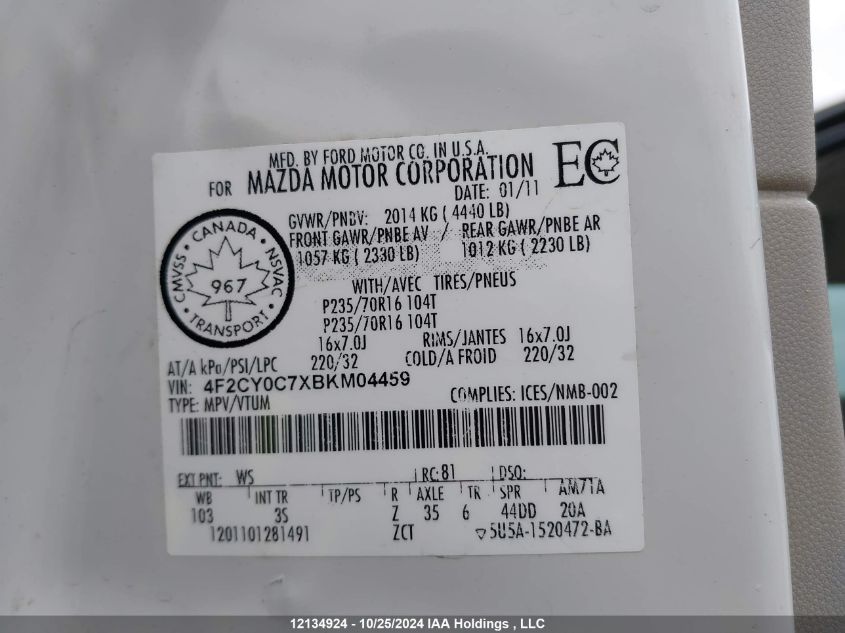 MFD. BY FORD MOTOR CO. IN U.S.A.
FOR MAZDA MOTOR CORPORATION
EC
DATE: 01/11
GVWR/PNBV: 2014 KG ( 4440 LB)
FRONT GAWR/PNBE AV / REAR GAWR/PNBE AR
1057 KG ( 2330 LB) 1012 KG ( 2230 LB)
CMVSS • CANADA • NSVAC • TRANSPORT •
967
WITH/AVEC TIRES/PNEUS
P235/70R16 104T
P235/70R16 104T
16x7.0J RIMS/JANTES 16x7.0J
AT/A kPa/PSI/LPC 220/32 COLD/A FROID 220/32
VIN: 4F2CY0C7XBKM04459
TYPE: MPV/VTUM COMPLIES: ICES/NMB-002
EXT PNT: WS RC:81 DSO:
WB INT TR TP/PS R AXLE TR SPR AM71A
103 3S Z 35 6 44DD 20A
1201101281491 ZCT ▽5U5A-1520472-BA
12134924 - 10/25/2024 IAA Holdings , LLC